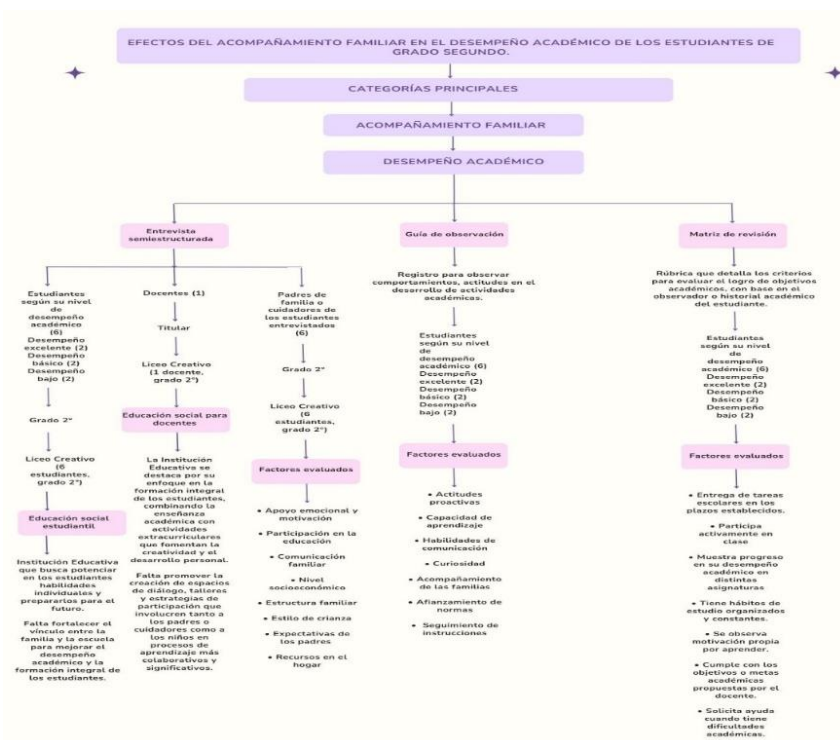 EFECTOS DEL ACOMPAÑAMIENTO FAMILIAR EN EL DESEMPEÑO ACADÉMICO DE LOS ESTUDIANTES DE
GRADO SEGUNDO.
CATEGORÍAS PRINCIPALES
ACOMPAÑAMIENTO FAMILIAR
DESEMPEÑO ACADÉMICO
Entrevista
semiestructurada
Estudiantes
según su nivel
de
desempeño
académico
(6)
Desempeño
excelente (2)
Desempeño
básico (2)
Desempeño
bajo (2)
Grado 2°
Liceo Creativo
(6
estudiantes,
grado 2°)
Educación social
estudiantil
Institución Educativa
que busca potenciar
en los estudiantes
habilidades
individuales y
prepararlos para el
futuro.
Falta fortalecer el
vínculo entre la
familia y la escuela
para mejorar el
desempeño
académico y la
formación integral de
los estudiantes.
Docentes (1)
Titular
Liceo Creativo
(1 docente,
grado 2°)
Educación social para
docentes
La Institución
Educativa se
destaca por su
enfoque en la
formación integral
de los estudiantes,
combinando la
enseñanza
académica con
actividades
extracurriculares
que fomentan la
creatividad y el
desarrollo personal.
Falta promover la
creación de espacios
de diálogo, talleres
y estrategias de
participación que
involucren tanto a
los padres o
cuidadores como a
los niños en
procesos de
aprendizaje más
colaborativos y
significativos.
Padres de
familia o
cuidadores de
los estudiantes
entrevistados
(6)
Grado 2°
Liceo Creativo
(6
estudiantes,
grado 2°)
Factores evaluados
• Apoyo emocional y
motivación
• Participación en la
educación
• Comunicación
familiar
• Nivel
socioeconómico
• Estructura familiar
• Estilo de crianza
• Expectativas de
los padres
• Recursos en el
hogar
Guía de observación
Registro para observar
comportamientos, actitudes en el
desarrollo de actividades
académicas.
Estudiantes
según su nivel
de
desempeño
académico (6)
Desempeño
excelente (2)
Desempeño
básico (2)
Desempeño
bajo (2)
Factores evaluados
• Actitudes
proactivas
• Capacidad de
aprendizaje
• Habilidades de
comunicación
• Curiosidad
• Acompañamiento
de las familias
• Afianzamiento de
normas
• Seguimiento de
instrucciones
Matriz de revisión
Rúbrica que detalla los criterios
para evaluar el logro de objetivos
académicos, con base en el
observador o historial académico
del estudiante.
Estudiantes
según su nivel
de
desempeño
académico (6)
Desempeño
excelente (2)
Desempeño
básico (2)
Desempeño
bajo (2)
Factores evaluados
• Entrega de tareas
escolares en los
plazos establecidos.
• Participa
activamente en
clase
• Muestra progreso
en su desempeño
académico en
distintas
asignaturas
• Tiene hábitos de
estudio organizados
y constantes.
• Se observa
motivación propia
por aprender.
• Cumple con los
objetivos o metas
académicas
propuestas por el
docente.
• Solicita ayuda
cuando tiene
dificultades
académicas.